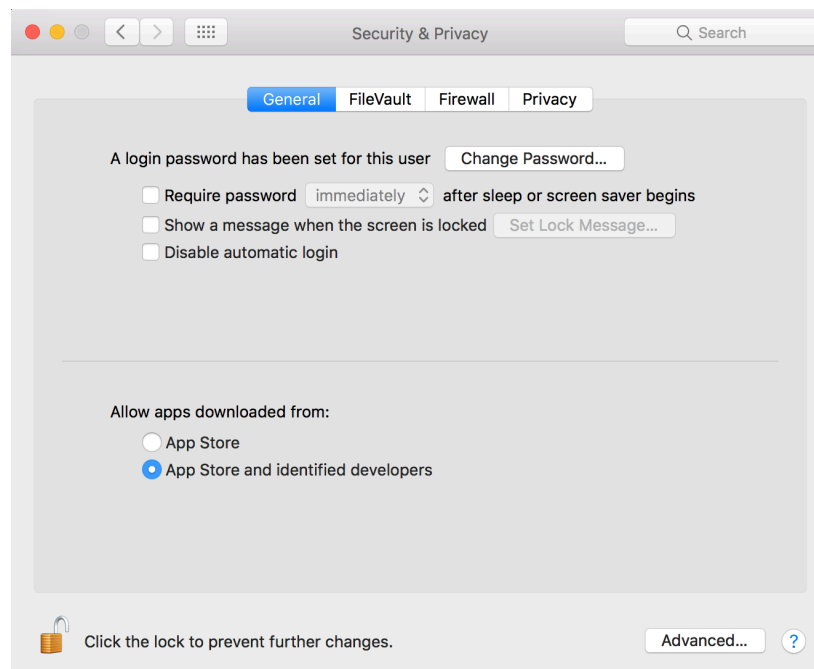 Security & Privacy
Search
General FileVault Firewall Privacy
A login password has been set for this user Change Password...
Require password immediately after sleep or screen saver begins
Show a message when the screen is locked Set Lock Message...
Disable automatic login
Allow apps downloaded from:
App Store
App Store and identified developers
Click the lock to prevent further changes.
Advanced... ?